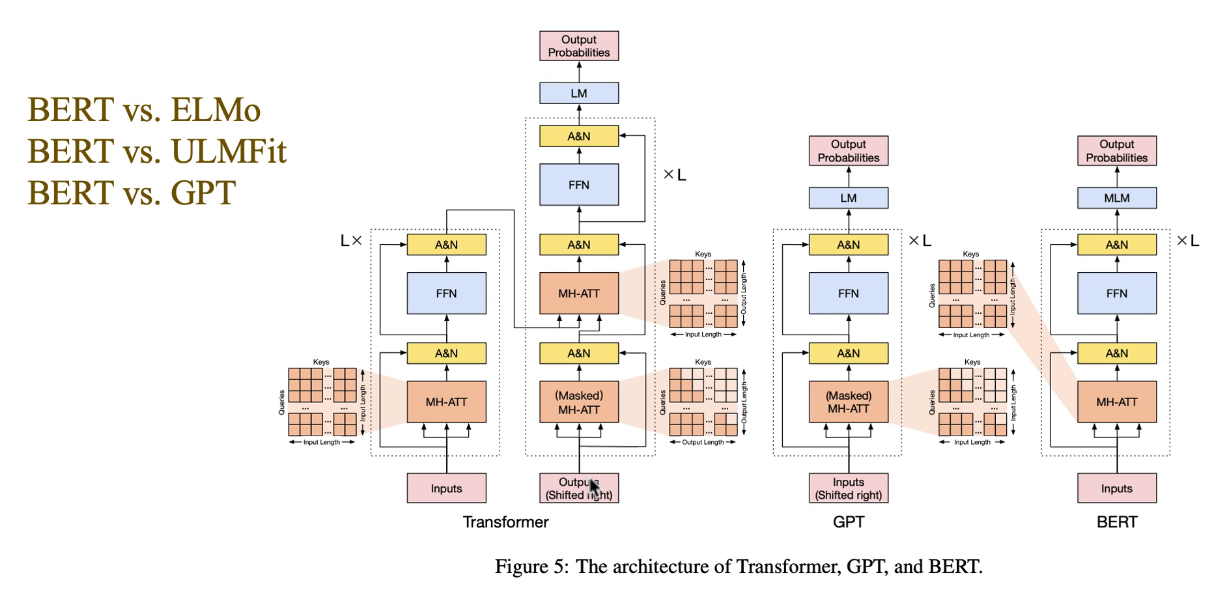 BERT vs. ELMo
BERT vs. ULMFit
BERT vs. GPT
Output
Probabilities
LM
A&N
FFN
× L
A&N
MH-ATT
Keys
Queries
...
...
...
...
Output Length
Input Length
A&N
(Masked)
MH-ATT
Keys
Queries
...
...
...
...
Output Length
Output Length
Outputs
(Shifted right)
L×
A&N
FFN
A&N
MH-ATT
Keys
Queries
...
...
...
...
Input Length
Input Length
Inputs
Transformer
Output
Probabilities
LM
× L
A&N
FFN
A&N
(Masked)
MH-ATT
Keys
Queries
...
...
...
...
Input Length
Input Length
Inputs
(Shifted right)
GPT
Output
Probabilities
MLM
× L
A&N
FFN
A&N
MH-ATT
Keys
Queries
...
...
...
...
Input Length
Input Length
Inputs
BERT
Figure 5: The architecture of Transformer, GPT, and BERT.